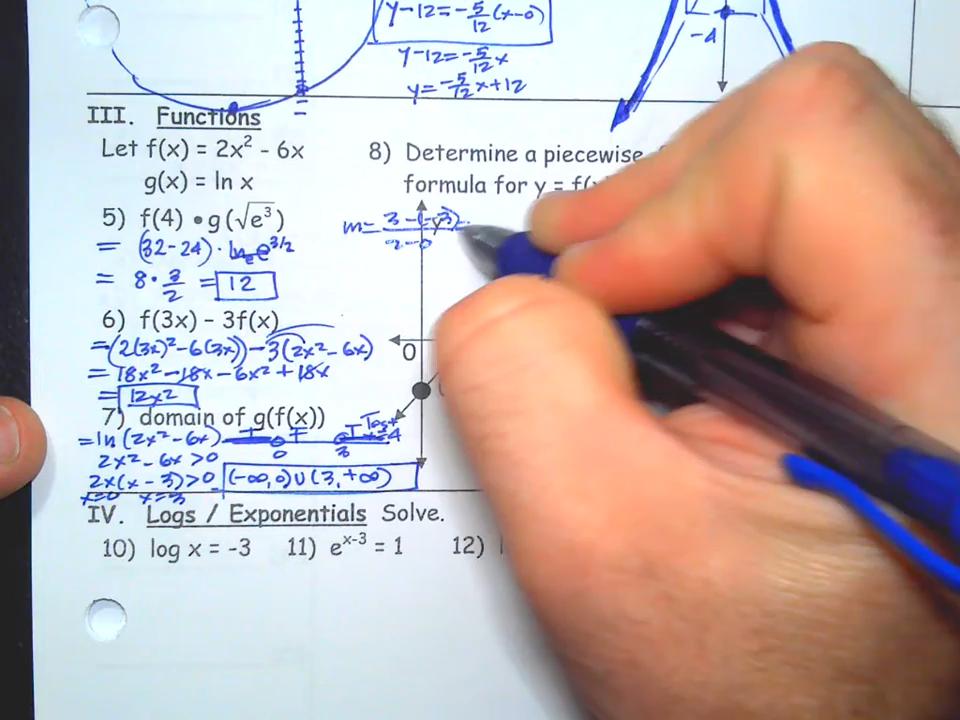 y-12=-5/12(x-0)
y-12=-5/12x
y=-5/12x+12
-4
III. Functions
Let f(x) = 2x² - 6x
g(x) = ln x
5) f(4) • g(√e³)
= (32-24) · ln e^3/2
= 8 • 3/2 = 12
6) f(3x) - 3f(x)
=(2(3x)²-6(3x))-3(2x²-6x)
= 18x²-18x-6x²+18x
= 12x²
7) domain of g(f(x))
=ln(2x²-6x)
T F T
0 3
2x²-6x>0
2x(x-3)>0
x=0 x=3
(-∞,0)∪(3,+∞)
8) Determine a piecewise
formula for y = f(
m= 3-(-3)
0
IV. Logs / Exponentials Solve.
10) log x = -3 11) e^x-3 = 1 12)